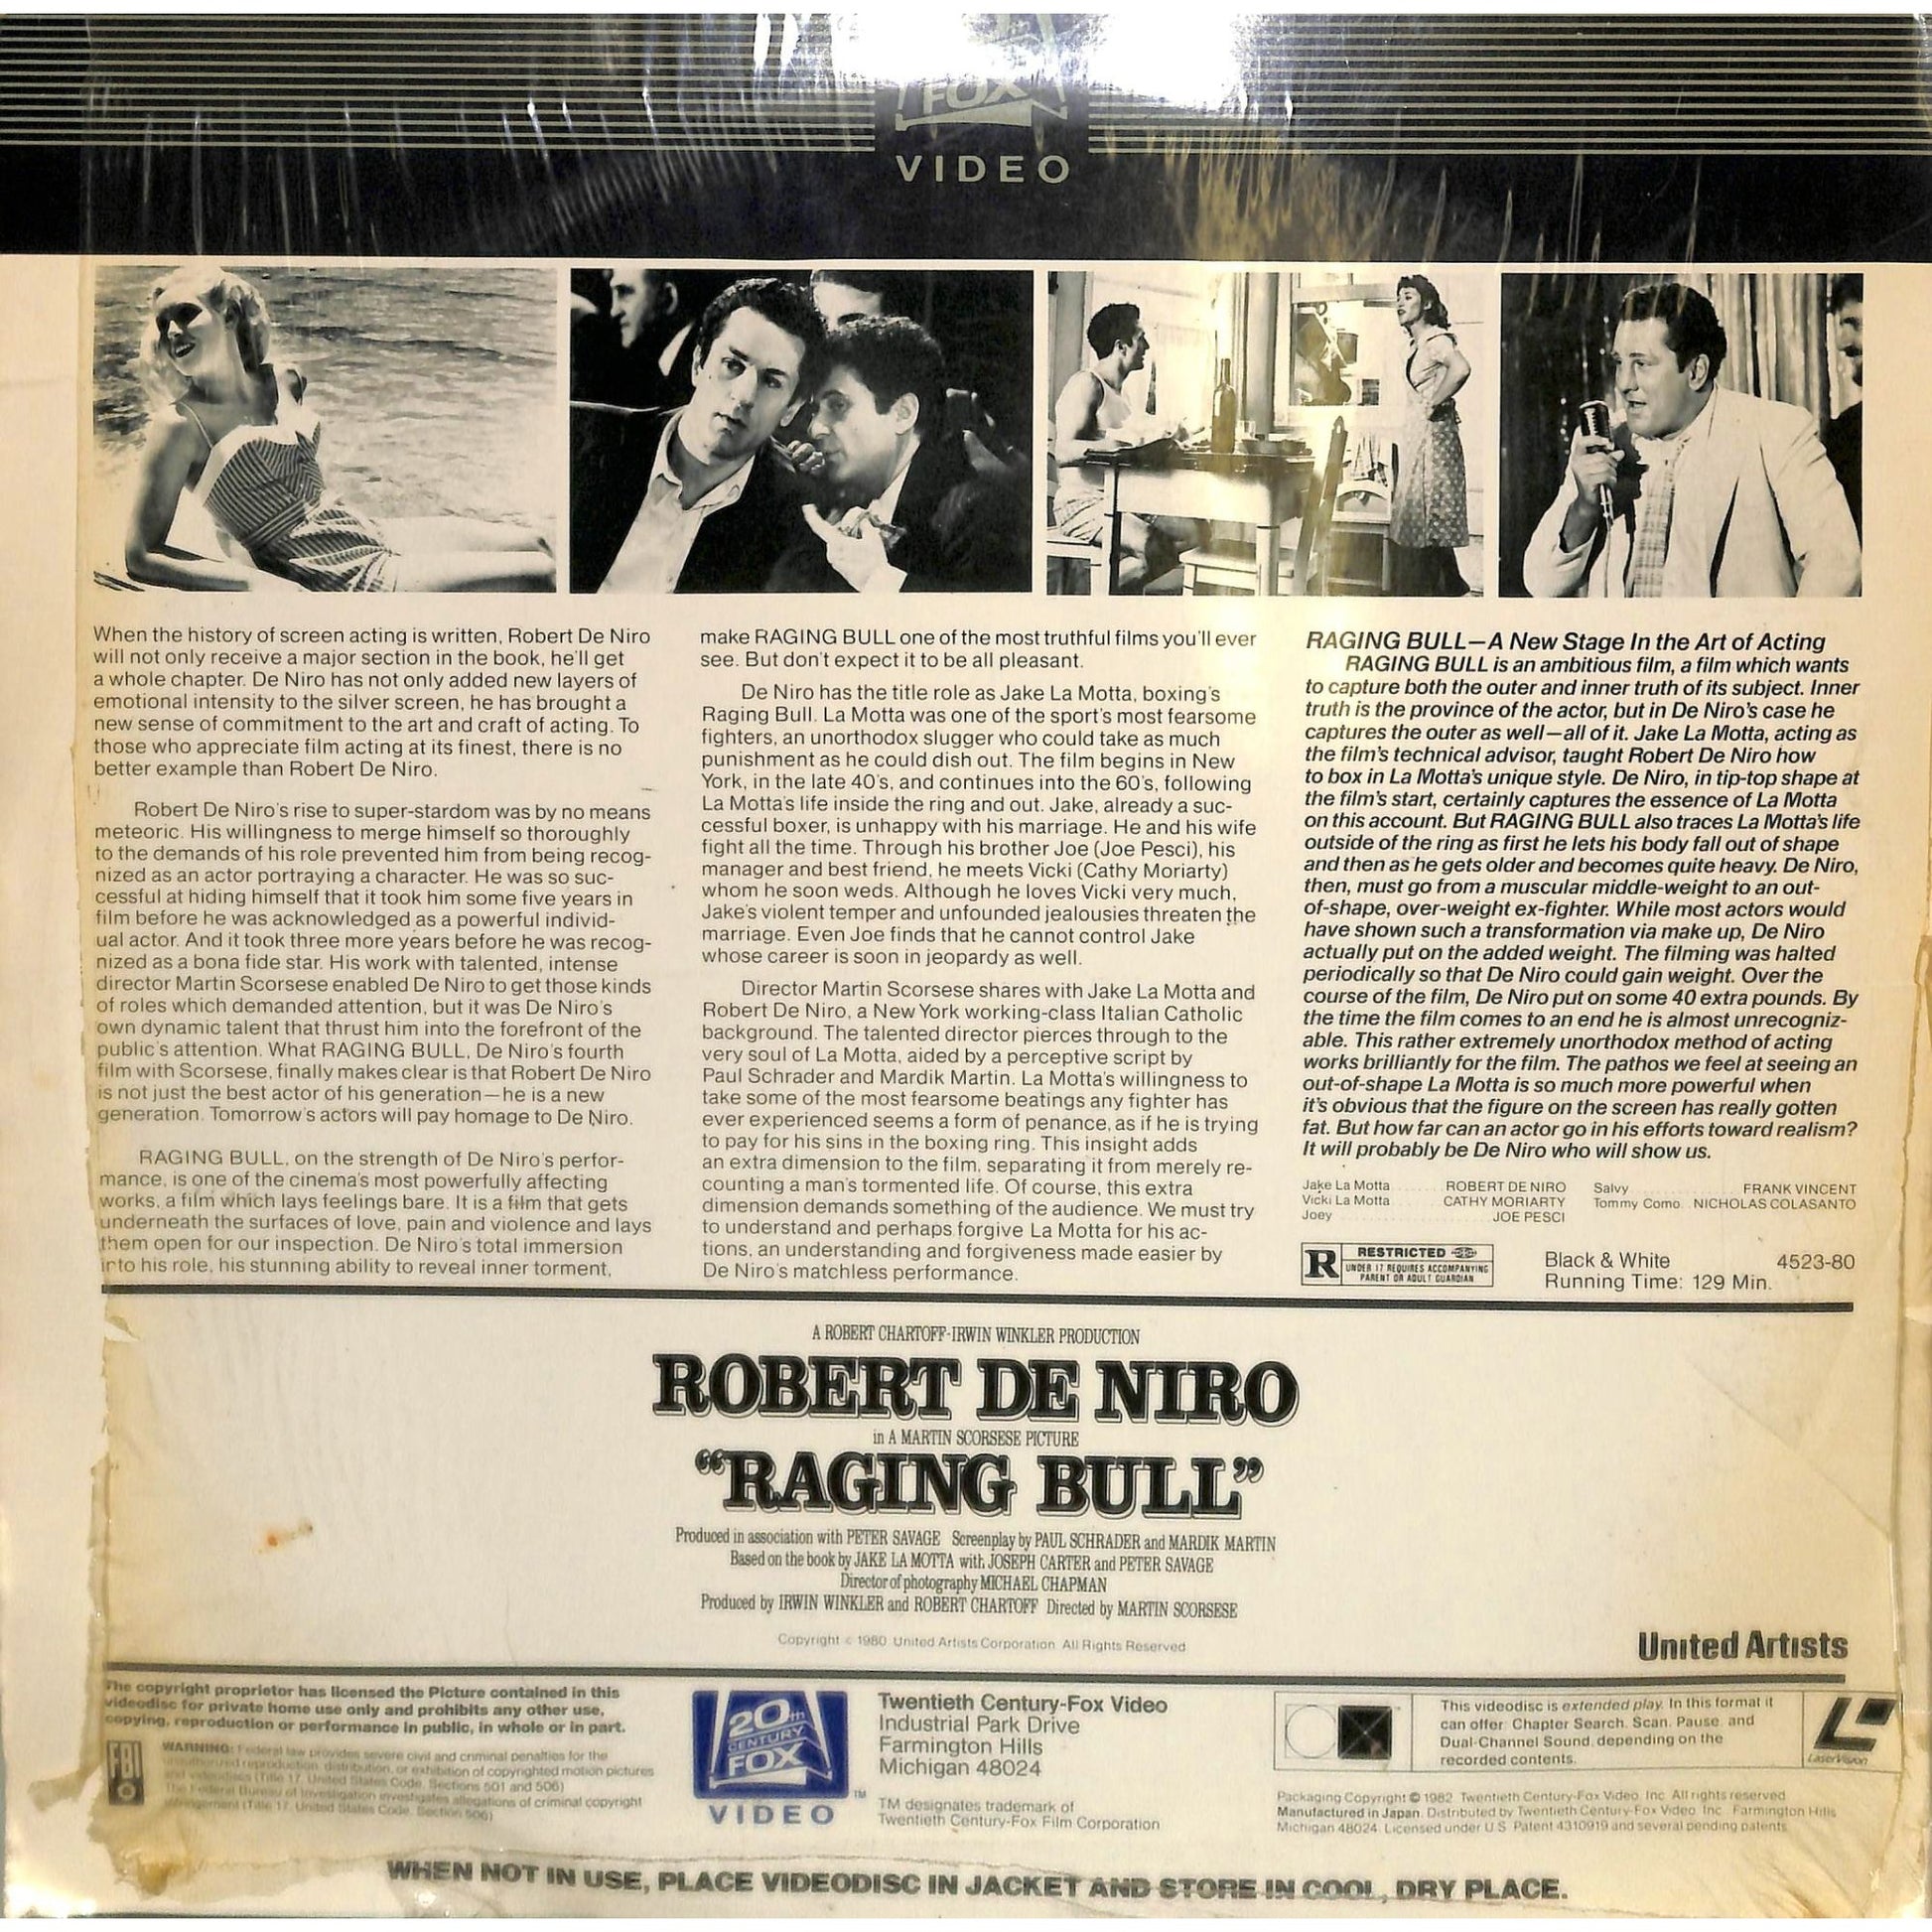 FOX
VIDEO
When the history of screen acting is written, Robert De Niro
will not only receive a major section in the book, he'll get
a whole chapter. De Niro has not only added new layers of
emotional intensity to the silver screen, he has brought a
new sense of commitment to the art and craft of acting. To
those who appreciate film acting at its finest, there is no
better example than Robert De Niro.
Robert De Niro's rise to super-stardom was by no means
meteoric. His willingness to merge himself so thoroughly
to the demands of his role prevented him from being recog-
nized as an actor portraying a character. He was so suc-
cessful at hiding himself that it took him some five years in
film before he was acknowledged as a powerful individ-
ual actor. And it took three more years before he was recog-
nized as a bona fide star. His work with talented, intense
director Martin Scorsese enabled De Niro to get those kinds
of roles which demanded attention, but it was De Niro's
own dynamic talent that thrust him into the forefront of the
public's attention. What RAGING BULL, De Niro's fourth
film with Scorsese, finally makes clear is that Robert De Niro
is not just the best actor of his generation—he is a new
generation. Tomorrow's actors will pay homage to De Niro.
RAGING BULL, on the strength of De Niro's perfor-
mance, is one of the cinema's most powerfully affecting
works, a film which lays feelings bare. It is a film that gets
underneath the surfaces of love, pain and violence and lays
them open for our inspection. De Niro's total immersion
into his role, his stunning ability to reveal inner torment,
make RAGING BULL one of the most truthful films you'll ever
see. But don't expect it to be all pleasant.
De Niro has the title role as Jake La Motta, boxing's
Raging Bull. La Motta was one of the sport's most fearsome
fighters, an unorthodox slugger who could take as much
punishment as he could dish out. The film begins in New
York, in the late 40's, and continues into the 60's, following
La Motta's life inside the ring and out. Jake, already a suc-
cessful boxer, is unhappy with his marriage. He and his wife
fight all the time. Through his brother Joe (Joe Pesci), his
manager and best friend, he meets Vicki (Cathy Moriarty)
whom he soon weds. Although he loves Vicki very much,
Jake's violent temper and unfounded jealousies threaten the
marriage. Even Joe finds that he cannot control Jake
whose career is soon in jeopardy as well.
Director Martin Scorsese shares with Jake La Motta and
Robert De Niro, a New York working-class Italian Catholic
background. The talented director pierces through to the
very soul of La Motta, aided by a perceptive script by
Paul Schrader and Mardik Martin. La Motta's willingness to
take some of the most fearsome beatings any fighter has
ever experienced seems a form of penance, as if he is trying
to pay for his sins in the boxing ring. This insight adds
an extra dimension to the film, separating it from merely re-
counting a man's tormented life. Of course, this extra
dimension demands something of the audience. We must try
to understand and perhaps forgive La Motta for his ac-
tions, an understanding and forgiveness made easier by
De Niro's matchless performance.
RAGING BULL—A New Stage In the Art of Acting
RAGING BULL is an ambitious film, a film which wants
to capture both the outer and inner truth of its subject. Inner
truth is the province of the actor, but in De Niro's case he
captures the outer as well—all of it. Jake La Motta, acting as
the film's technical advisor, taught Robert De Niro how
to box in La Motta's unique style. De Niro, in tip-top shape at
the film's start, certainly captures the essence of La Motta
on this account. But RAGING BULL also traces La Motta's life
outside of the ring as first he lets his body fall out of shape
and then as he gets older and becomes quite heavy. De Niro,
then, must go from a muscular middle-weight to an out-
of-shape, over-weight ex-fighter. While most actors would
have shown such a transformation via make up, De Niro
actually put on the added weight. The filming was halted
periodically so that De Niro could gain weight. Over the
course of the film, De Niro put on some 40 extra pounds. By
the time the film comes to an end he is almost unrecogniz-
able. This rather extremely unorthodox method of acting
works brilliantly for the film. The pathos we feel at seeing an
out-of-shape La Motta is so much more powerful when
it's obvious that the figure on the screen has really gotten
fat. But how far can an actor go in his efforts toward realism?
It will probably be De Niro who will show us.
Jake La Motta ROBERT DE NIRO Salvy FRANK VINCENT
Vicki La Motta CATHY MORIARTY Tommy Como NICHOLAS COLASANTO
Joey JOE PESCI
R RESTRICTED
UNDER 17 REQUIRES ACCOMPANYING
PARENT OR ADULT GUARDIAN
Black & White 4523-80
Running Time: 129 Min.
A ROBERT CHARTOFF-IRWIN WINKLER PRODUCTION
ROBERT DE NIRO
in A MARTIN SCORSESE PICTURE
"RAGING BULL"
Produced in association with PETER SAVAGE Screenplay by PAUL SCHRADER and MARDIK MARTIN
Based on the book by JAKE LA MOTTA with JOSEPH CARTER and PETER SAVAGE
Director of photography MICHAEL CHAPMAN
Produced by IRWIN WINKLER and ROBERT CHARTOFF Directed by MARTIN SCORSESE
Copyright © 1980 United Artists Corporation All Rights Reserved
United Artists
The copyright proprietor has licensed the Picture contained in this
videodisc for private home use only and prohibits any other use,
copying, reproduction or performance in public, in whole or in part.
FBI
WARNING: Federal law provides severe civil and criminal penalties for the
unauthorized reproduction, distribution, or exhibition of copyrighted motion pictures
and videodiscs (Title 17, United States Code, Sections 501 and 506)
The Federal Bureau of Investigation investigates allegations of criminal copyright
infringement (Title 17, United States Code, Section 506)
20th
CENTURY
FOX
VIDEO
TM
Twentieth Century-Fox Video
Industrial Park Drive
Farmington Hills
Michigan 48024
TM designates trademark of
Twentieth Century-Fox Film Corporation
This videodisc is extended play. In this format it
can offer: Chapter Search, Scan, Pause, and
Dual-Channel Sound, depending on the
recorded contents.
LaserVision
Packaging Copyright © 1982 Twentieth Century-Fox Video, Inc. All rights reserved.
Manufactured in Japan. Distributed by Twentieth Century-Fox Video, Inc. Farmington Hills
Michigan 48024. Licensed under U.S. Patent 4310919 and several pending patents
WHEN NOT IN USE, PLACE VIDEODISC IN JACKET AND STORE IN COOL, DRY PLACE.